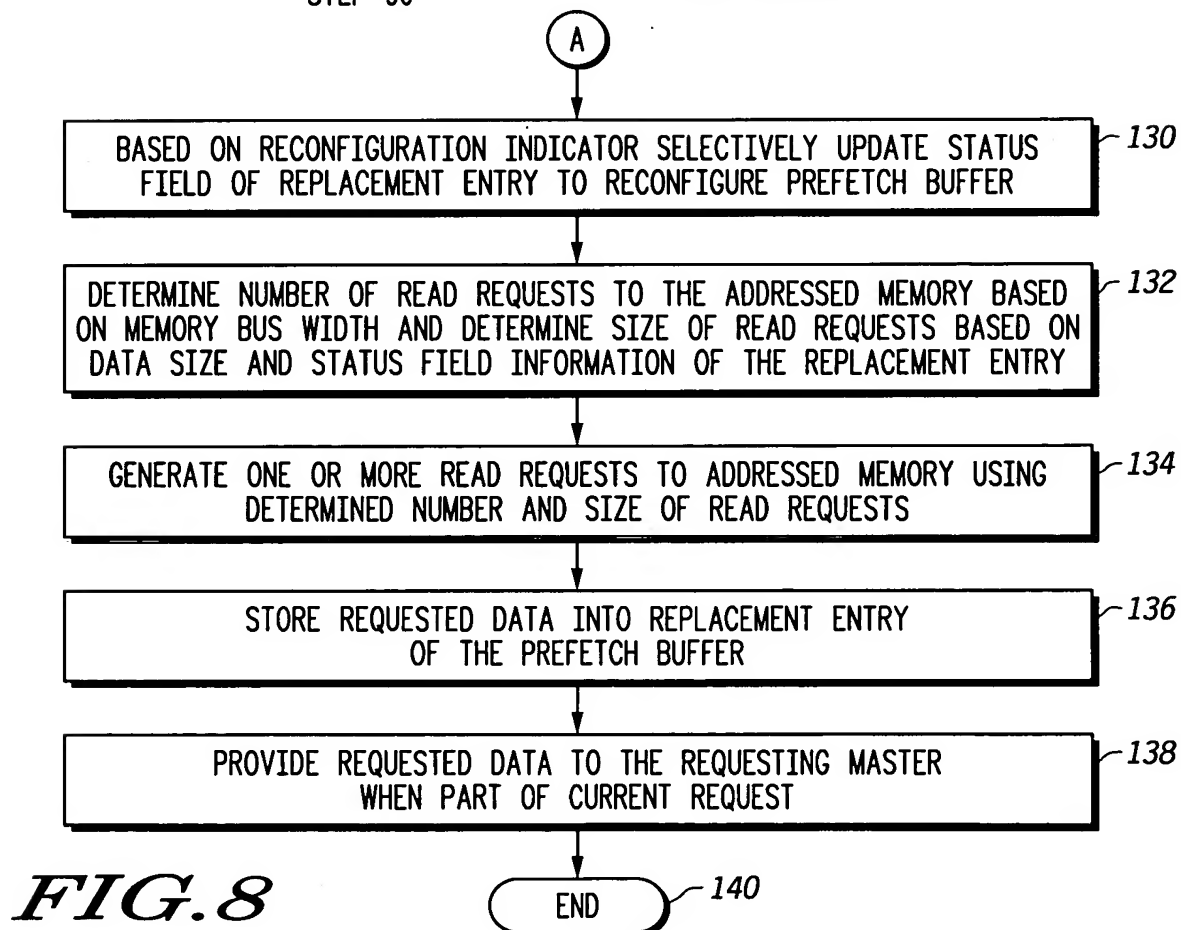 A
BASED ON RECONFIGURATION INDICATOR SELECTIVELY UPDATE STATUS
FIELD OF REPLACEMENT ENTRY TO RECONFIGURE PREFETCH BUFFER
130
DETERMINE NUMBER OF READ REQUESTS TO THE ADDRESSED MEMORY BASED
ON MEMORY BUS WIDTH AND DETERMINE SIZE OF READ REQUESTS BASED ON
DATA SIZE AND STATUS FIELD INFORMATION OF THE REPLACEMENT ENTRY
132
GENERATE ONE OR MORE READ REQUESTS TO ADDRESSED MEMORY USING
DETERMINED NUMBER AND SIZE OF READ REQUESTS
134
STORE REQUESTED DATA INTO REPLACEMENT ENTRY
OF THE PREFETCH BUFFER
136
PROVIDE REQUESTED DATA TO THE REQUESTING MASTER
WHEN PART OF CURRENT REQUEST
138
END
140
FIG.8